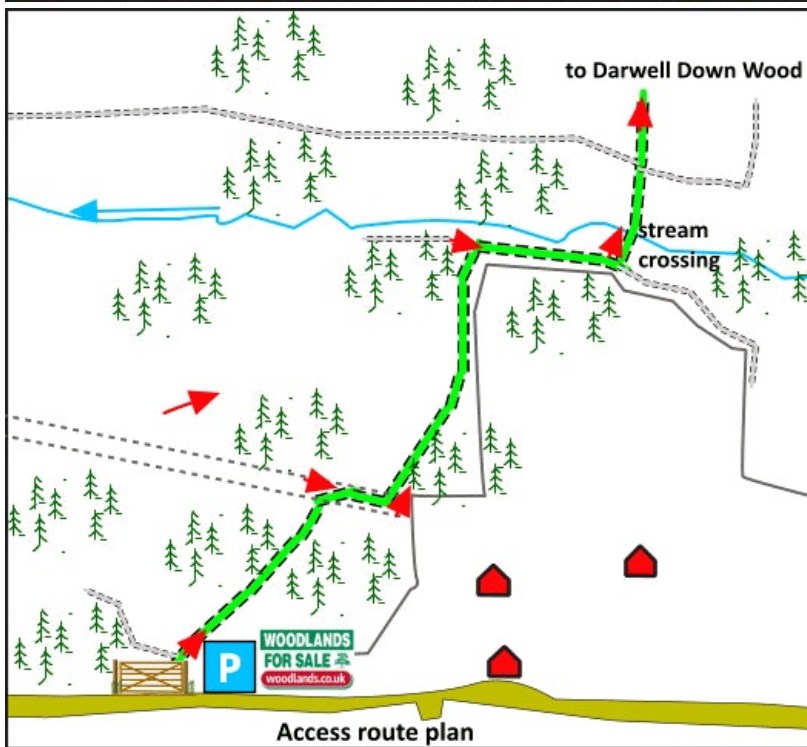 to Darwell Down Wood
stream
crossing
P
WOODLANDS
FOR SALE
woodlands.co.uk
Access route plan